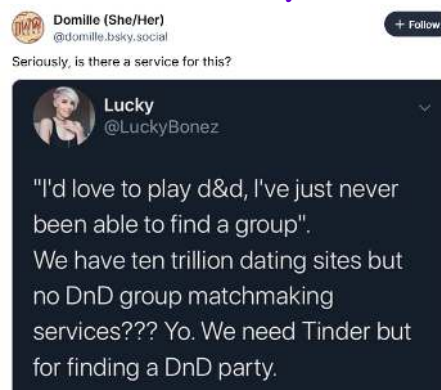 Domille (She/Her)
@domille.bsky.social
+ Follow
Seriously, is there a service for this?
Lucky
@LuckyBonez
"I'd love to play d&d, I've just never
been able to find a group".
We have ten trillion dating sites but
no DnD group matchmaking
services??? Yo. We need Tinder but
for finding a DnD party.